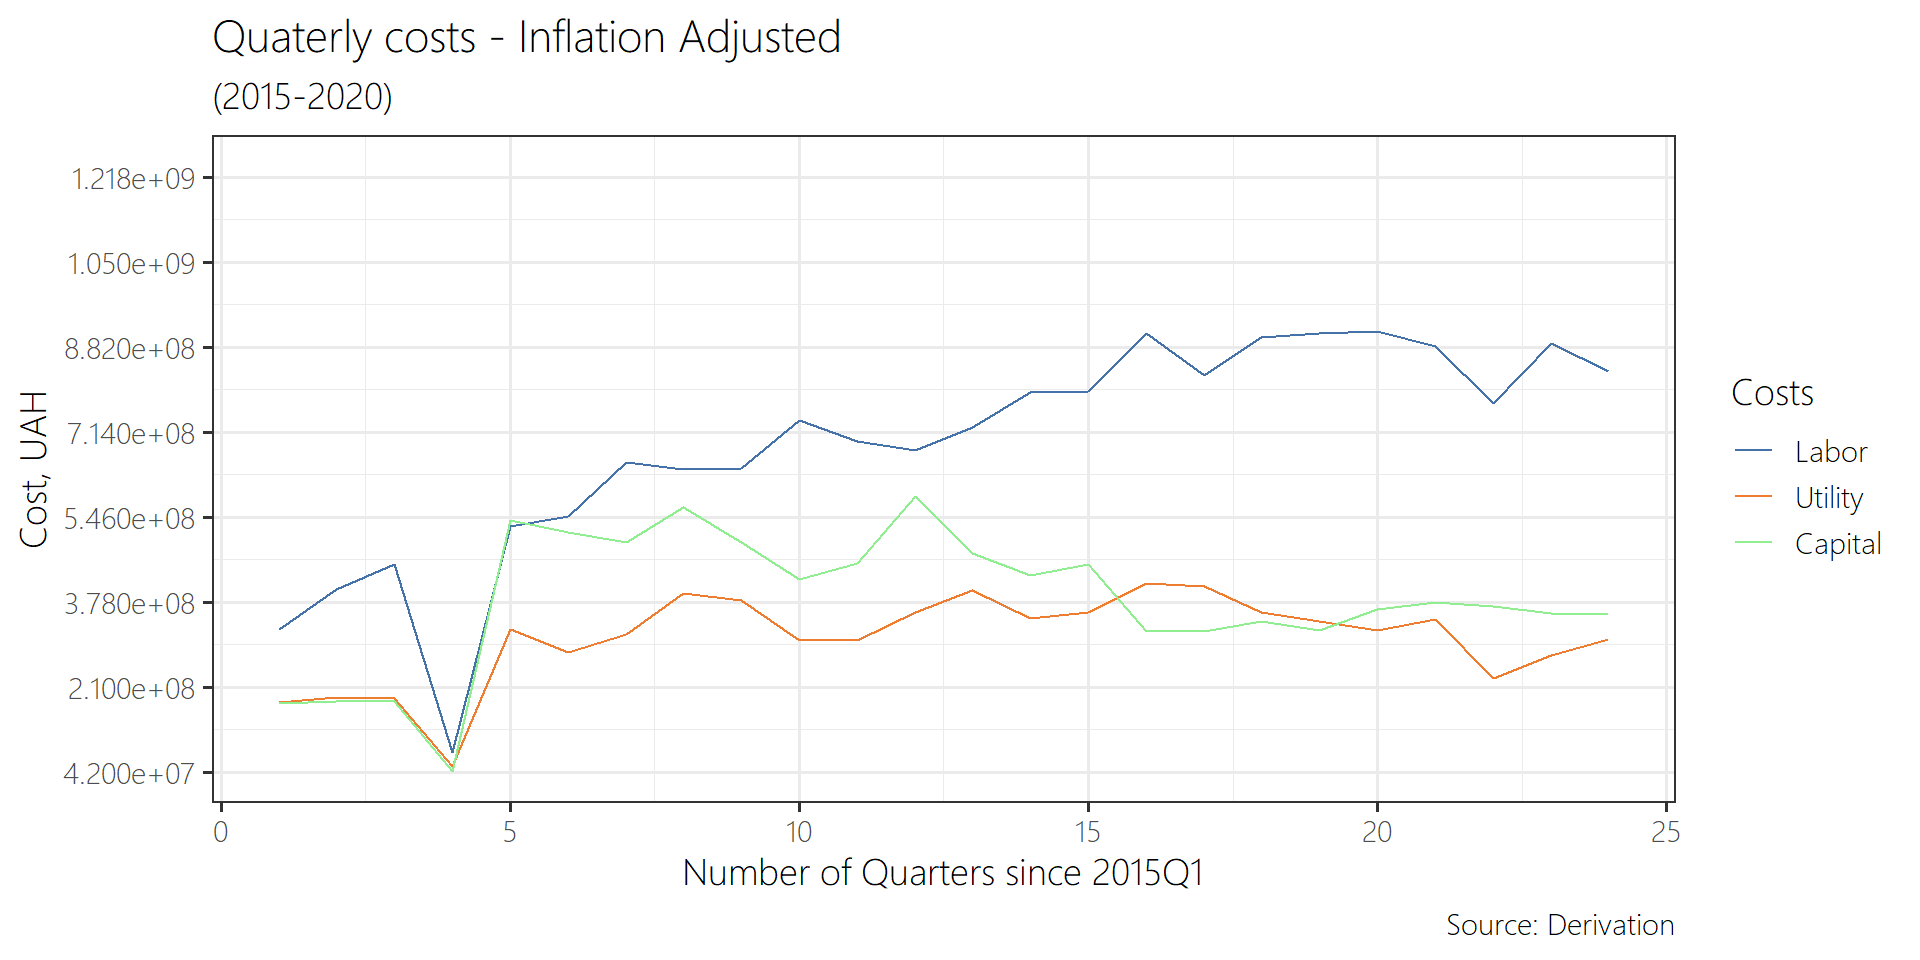 Quaterly costs - Inflation Adjusted
(2015-2020)
1.218e+09
1.050e+09
8.820e+08
7.140e+08
5.460e+08
3.780e+08
2.100e+08
4.200e+07
Cost, UAH
0 5 10 15 20 25
Number of Quarters since 2015Q1
Costs
Labor
Utility
Capital
Source: Derivation